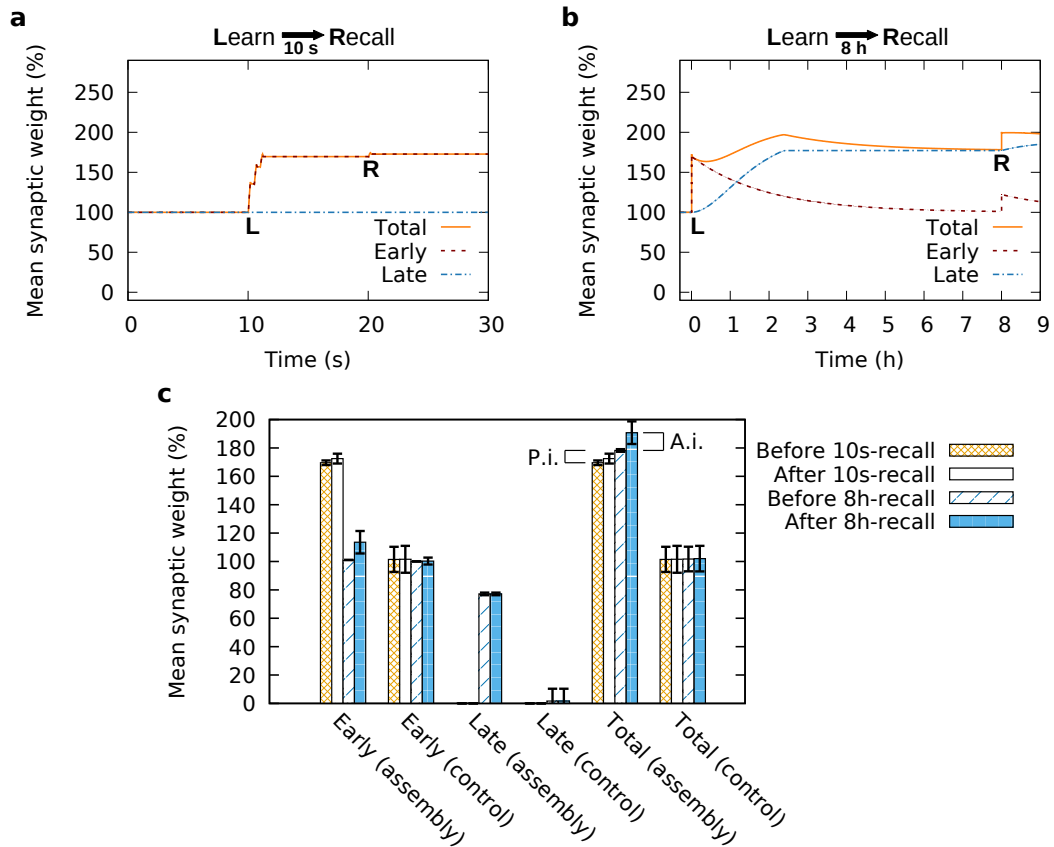 a
Learn 10 s Recall
Mean synaptic weight (%)
250
200
150
100
50
0
L
R
Total
Early
Late
0 10 20 30
Time (s)
b
Learn 8 h Recall
Mean synaptic weight (%)
250
200
150
100
50
0
L
R
Total
Early
Late
0 1 2 3 4 5 6 7 8 9
Time (h)
c
Mean synaptic weight (%)
200
180
160
140
120
100
80
60
40
20
0
P.i.
A.i.
Early (assembly)
Early (control)
Late (assembly)
Late (control)
Total (assembly)
Total (control)
Before 10s-recall
After 10s-recall
Before 8h-recall
After 8h-recall